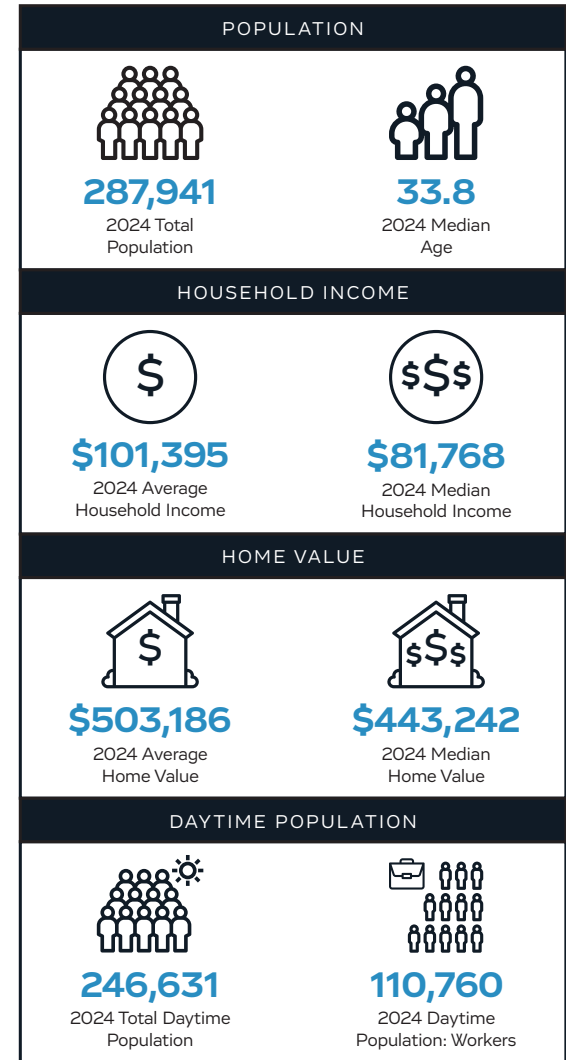 POPULATION
287,941
2024 Total
Population
33.8
2024 Median
Age
HOUSEHOLD INCOME
$
$101,395
2024 Average
Household Income
$$$
$81,768
2024 Median
Household Income
HOME VALUE
$
$503,186
2024 Average
Home Value
$$$
$443,242
2024 Median
Home Value
DAYTIME POPULATION
246,631
2024 Total Daytime
Population
110,760
2024 Daytime
Population: Workers